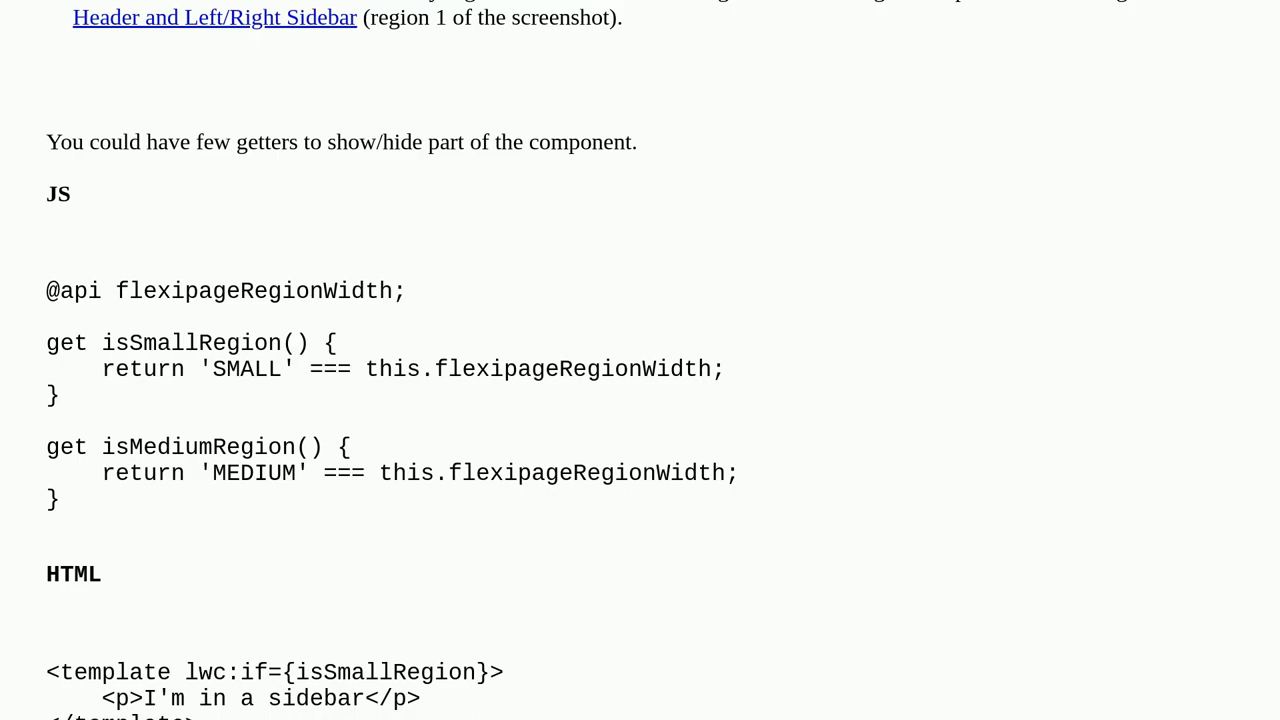 Header and Left/Right Sidebar (region 1 of the screenshot).
You could have few getters to show/hide part of the component.
JS
@api flexipageRegionWidth;
get isSmallRegion() {
    return 'SMALL' === this.flexipageRegionWidth;
}
get isMediumRegion() {
    return 'MEDIUM' === this.flexipageRegionWidth;
}
HTML
<template lwc:if={isSmallRegion}>
    <p>I'm in a sidebar</p>
</template>